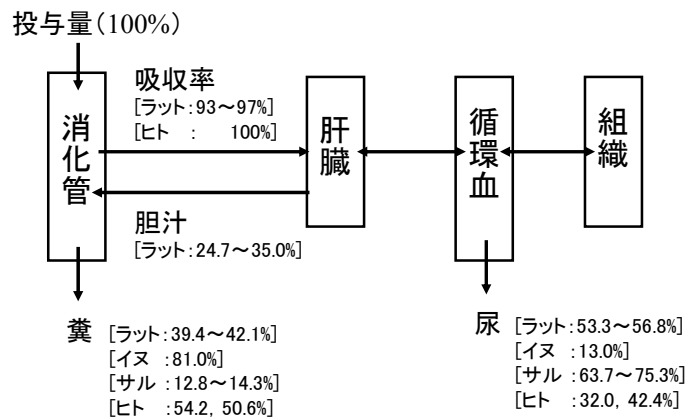 投与量(100%)
吸収率
[ラット:93~97%]
[ヒト : 100%]
消化管
肝臓
循環血
組織
胆汁
[ラット:24.7~35.0%]
糞
[ラット:39.4~42.1%]
[イヌ :81.0%]
[サル :12.8~14.3%]
[ヒト :54.2, 50.6%]
尿
[ラット:53.3~56.8%]
[イヌ :13.0%]
[サル :63.7~75.3%]
[ヒト :32.0, 42.4%]